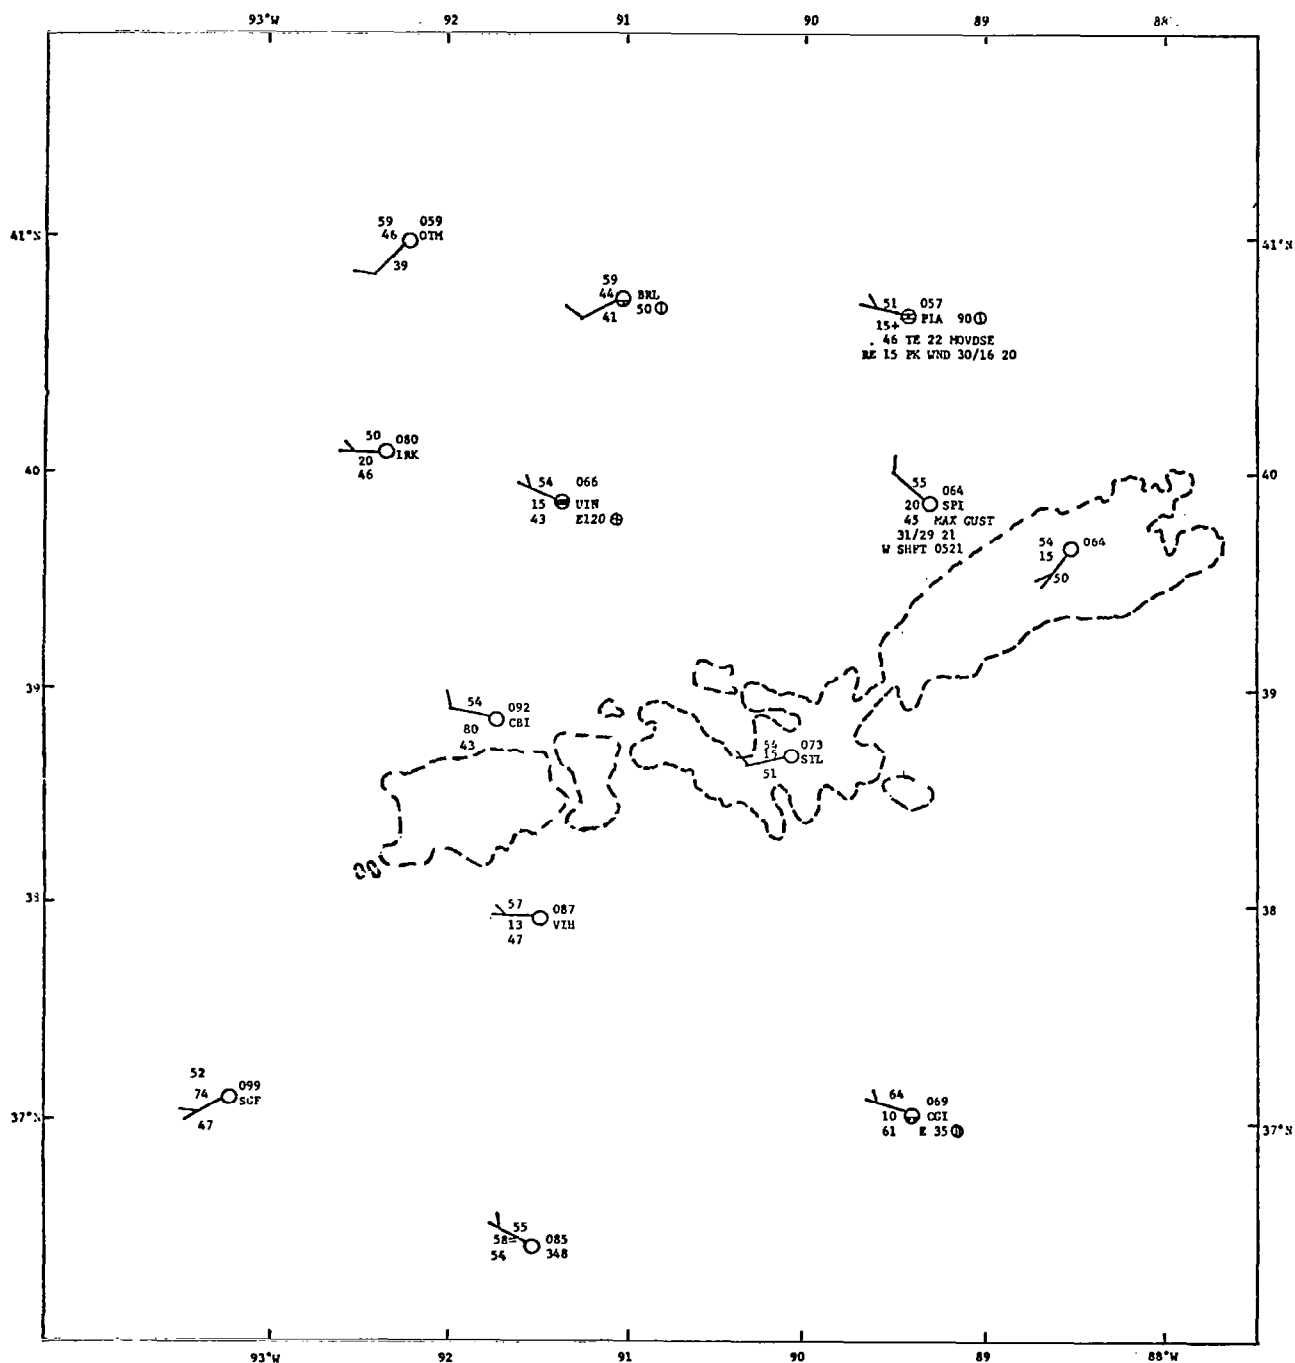 93°W 92 91 90 89 88
41°N 41°N
59 059
46 OTM
39
59
44 BRL
50
41
51 057
15+ PIA 90
46 TE 22 MOVDSE
RE 15 PK WND 30/16 20
50 080
20 IRK
46
40 40
54 066
15 UIN
43 E120
55 064
20 SPI
45 MAX GUST
31/29 21
W SHFT 0521
54 064
15
50
39 39
54 092
CBI
80
43
54 073
15 STL
51
38 38
57 087
13 VIH
47
52
74 099
SGF
47
37°N 37°N
64 069
10 CGI
61 E 35
55 085
58= 348
54
93°W 92 91 90 89 88°W